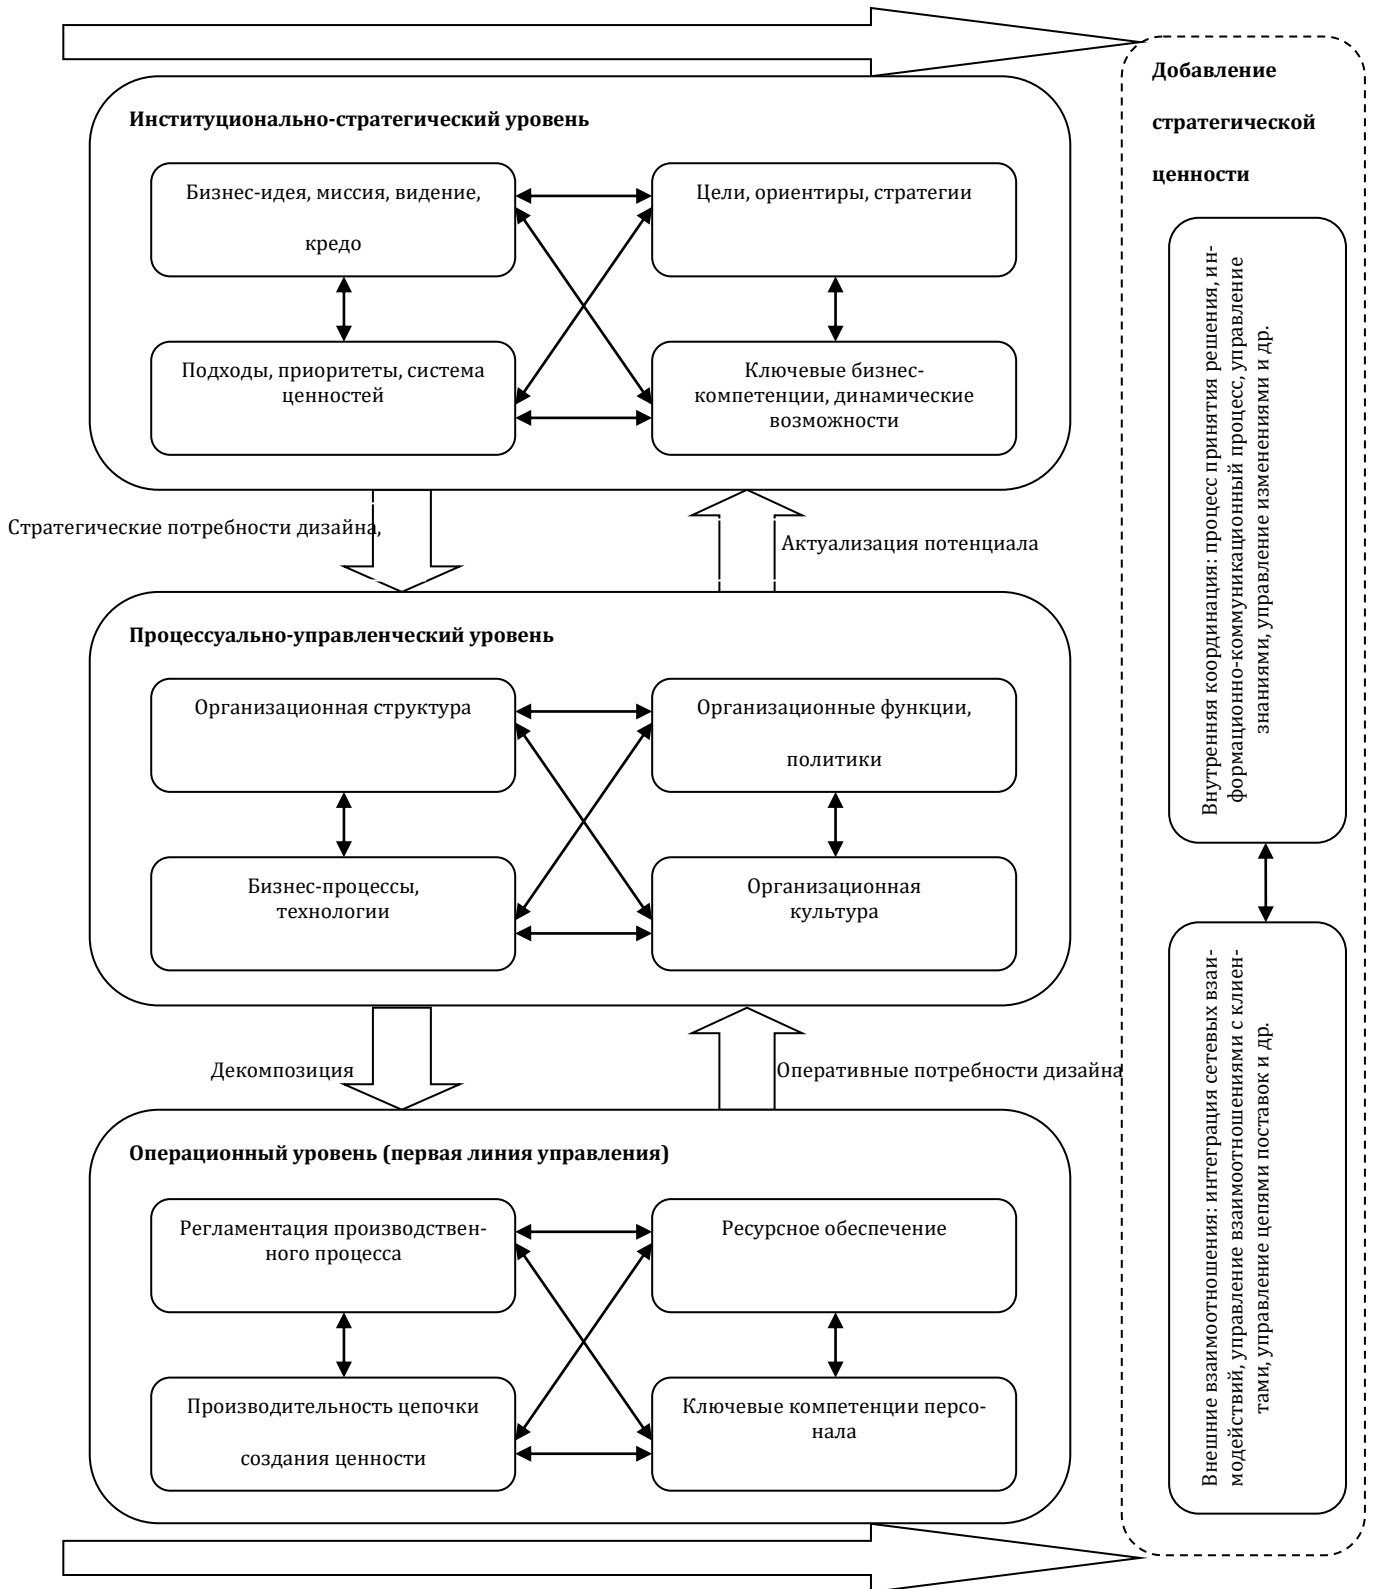 Добавление
стратегической
ценности
Институционально-стратегический уровень
Бизнес-идея, миссия, видение,
кредо
Цели, ориентиры, стратегии
Подходы, приоритеты, система
ценностей
Ключевые бизнес-
компетенции, динамические
возможности
Стратегические потребности дизайна,
Актуализация потенциала
Процессуально-управленческий уровень
Организационная структура
Организационные функции,
политики
Бизнес-процессы,
технологии
Организационная
культура
Декомпозиция
Оперативные потребности дизайна
Операционный уровень (первая линия управления)
Регламентация производствен-
ного процесса
Ресурсное обеспечение
Производительность цепочки
создания ценности
Ключевые компетенции персо-
нала
Внутренняя координация: процесс принятия решения, ин-
формационно-коммуникационный процесс, управление
знаниями, управление изменениями и др.
Внешние взаимоотношения: интеграция сетевых взаи-
модействий, управление взаимоотношениями с клиен-
тами, управление цепями поставок и др.